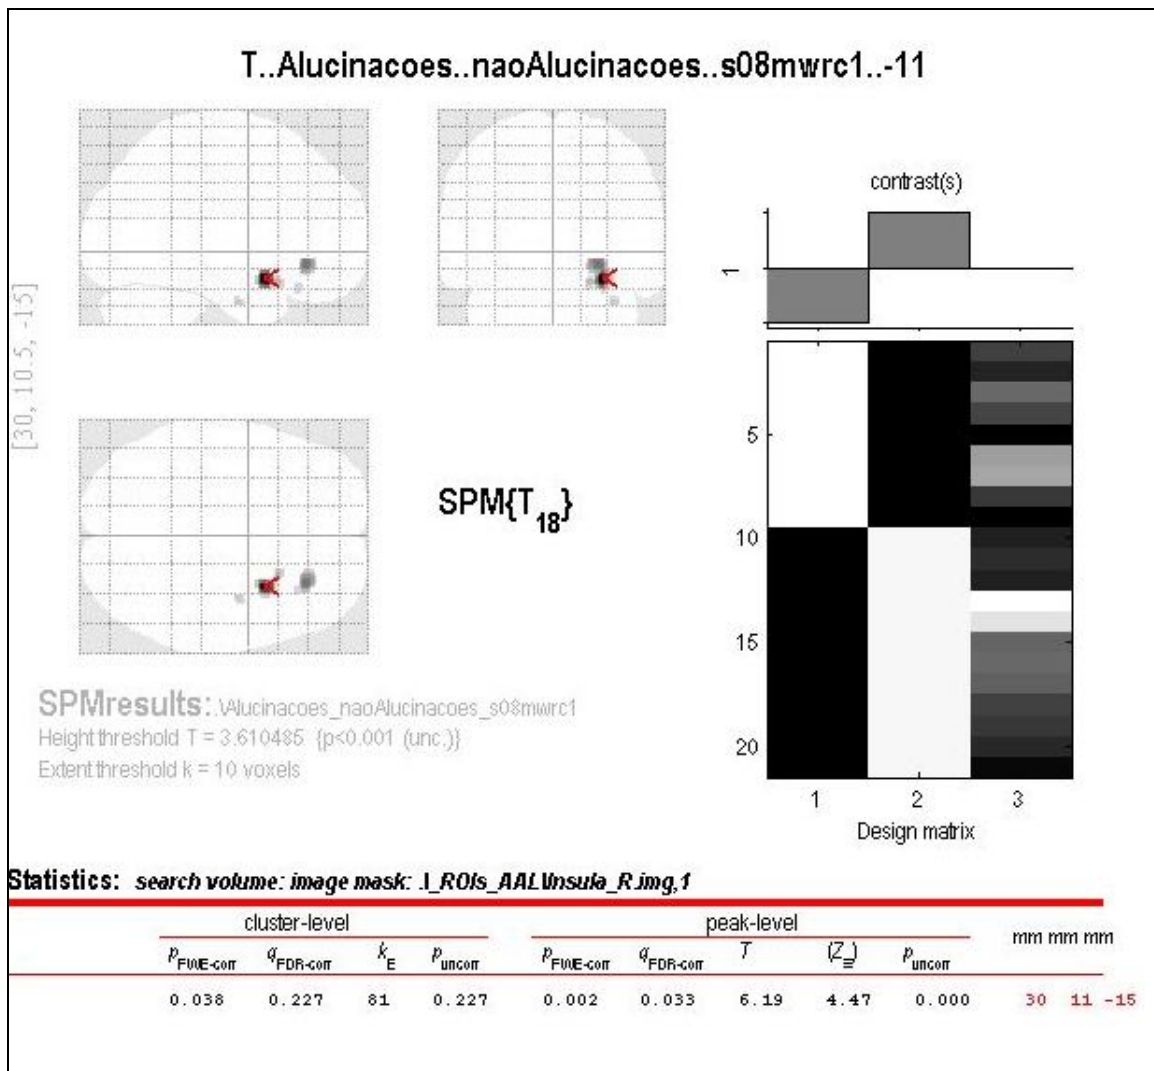 T..Alucinacoes..naoAlucinacoes..s08mwrc1..-11
[30, 10.5, -15]
SPM{T18}
contrast(s)
1
5
10
15
20
1 2 3
Design matrix
SPMresults: .\Alucinacoes_naoAlucinacoes_s08mwrc1
Height threshold T = 3.610485 {p<0.001 (unc.)}
Extent threshold k = 10 voxels
Statistics: search volume: image mask: .\_ROIs_AAL\Insula_R.img,1
cluster-level peak-level mm mm mm
pFWE-corr qFDR-corr kE puncorr pFWE-corr qFDR-corr T (Z≡) puncorr
0.038 0.227 81 0.227 0.002 0.033 6.19 4.47 0.000 30 11 -15